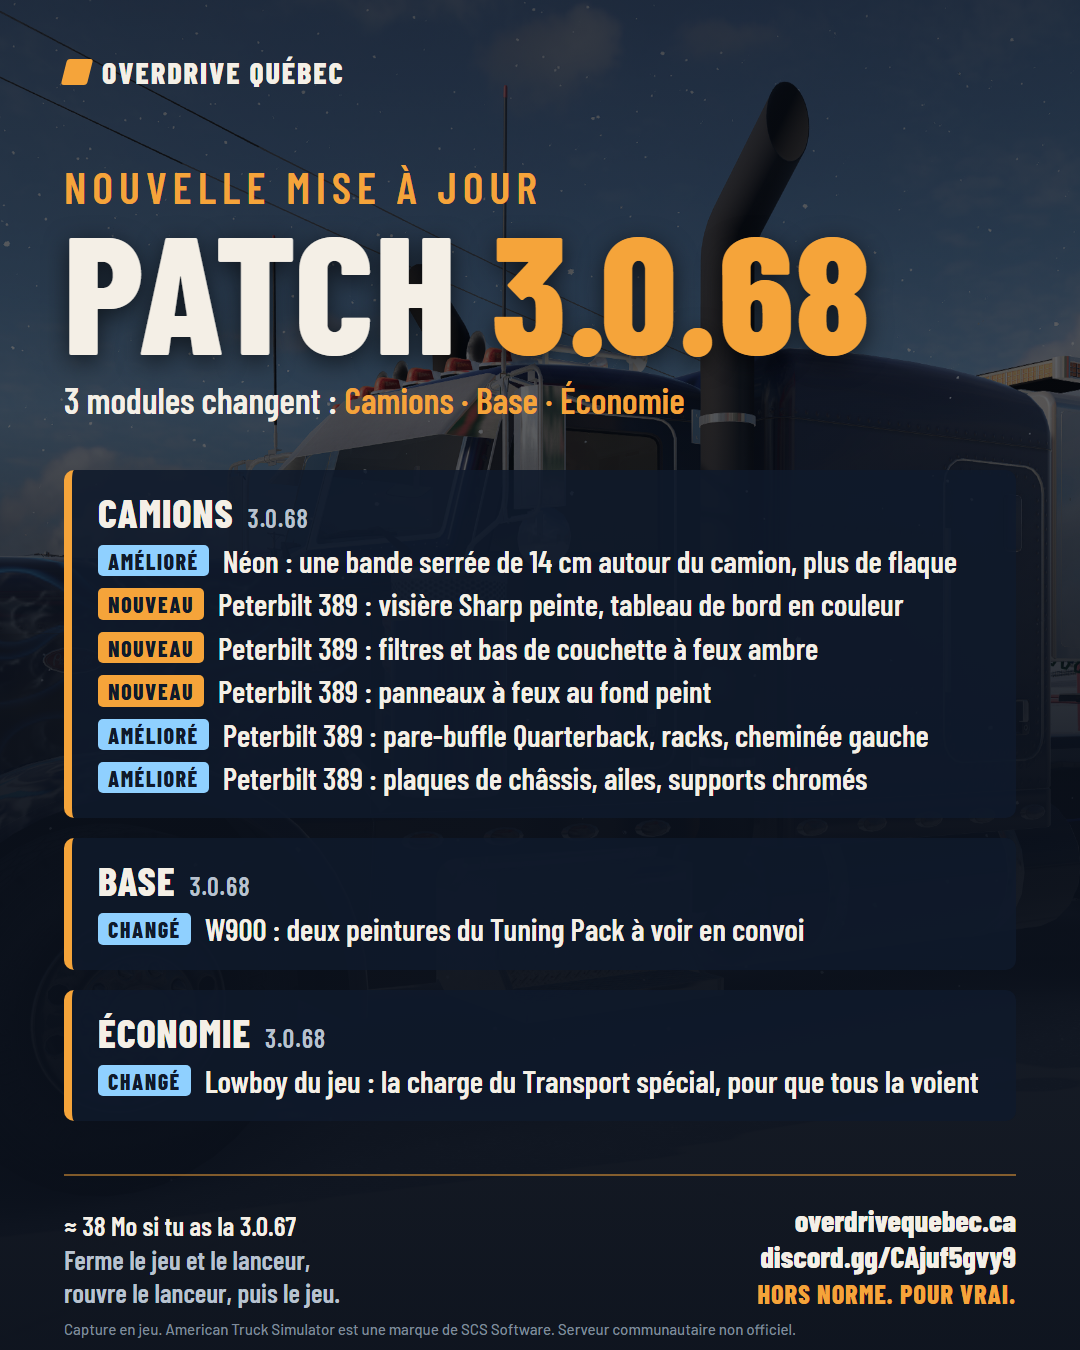 OVERDRIVE QUÉBEC
NOUVELLE MISE À JOUR
PATCH 3.0.68
3 modules changent : Camions · Base · Économie
CAMIONS 3.0.68
AMÉLIORÉ Néon : une bande serrée de 14 cm autour du camion, plus de flaque
NOUVEAU Peterbilt 389 : visière Sharp peinte, tableau de bord en couleur
NOUVEAU Peterbilt 389 : filtres et bas de couchette à feux ambre
NOUVEAU Peterbilt 389 : panneaux à feux au fond peint
AMÉLIORÉ Peterbilt 389 : pare-buffle Quarterback, racks, cheminée gauche
AMÉLIORÉ Peterbilt 389 : plaques de châssis, ailes, supports chromés
BASE 3.0.68
CHANGÉ W900 : deux peintures du Tuning Pack à voir en convoi
ÉCONOMIE 3.0.68
CHANGÉ Lowboy du jeu : la charge du Transport spécial, pour que tous la voient
≈ 38 Mo si tu as la 3.0.67
Ferme le jeu et le lanceur,
rouvre le lanceur, puis le jeu.
overdrivequebec.ca
discord.gg/CAjuf5gvy9
HORS NORME. POUR VRAI.
Capture en jeu. American Truck Simulator est une marque de SCS Software. Serveur communautaire non officiel.